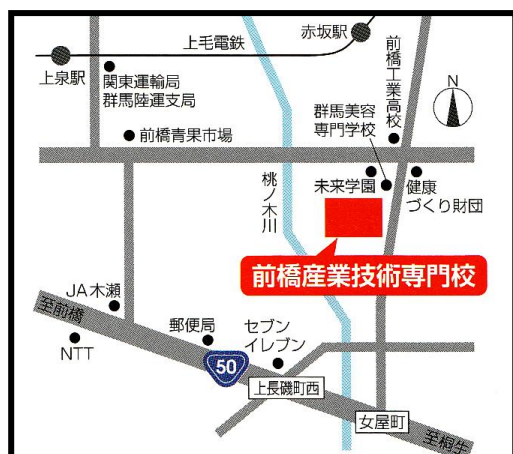 赤坂駅
上毛電鉄
上泉駅
関東運輸局
群馬陸運支局
前橋工業高校
N
群馬美容
専門学校
前橋青果市場
桃ノ木川
未来学園
健康
づくり財団
前橋産業技術専門校
JA木瀬
至前橋
郵便局
セブン
イレブン
NTT
50
上長磯町西
女屋町
至桐生